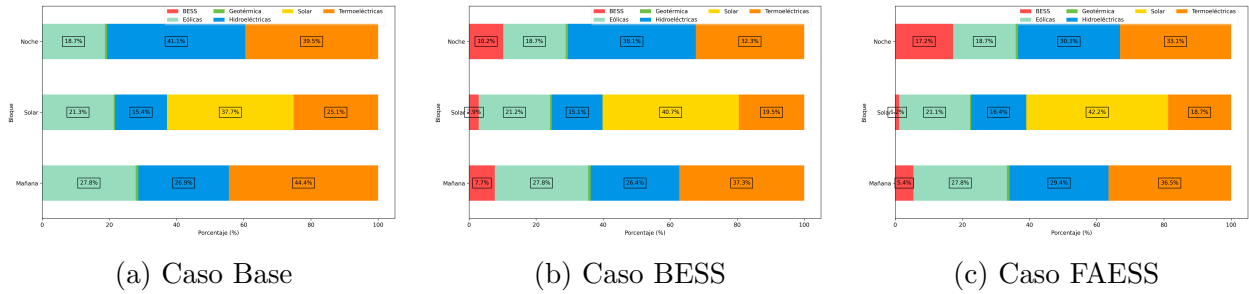 BESS Eólicas Geotérmica Hidroeléctricas Solar Termoeléctricas
Noche 18.7% 41.1% 39.5%
Bloque
Solar 21.3% 15.4% 37.7% 25.1%
Mañana 27.8% 26.9% 44.4%
0 20 40 60 80 100
Porcentaje (%)
(a) Caso Base
BESS Eólicas Geotérmica Hidroeléctricas Solar Termoeléctricas
Noche 10.2% 18.7% 38.1% 32.3%
Bloque
Solar 2.9% 21.2% 15.1% 40.7% 19.5%
Mañana 7.7% 27.8% 26.4% 37.3%
0 20 40 60 80 100
Porcentaje (%)
(b) Caso BESS
BESS Eólicas Geotérmica Hidroeléctricas Solar Termoeléctricas
Noche 17.2% 18.7% 30.3% 33.1%
Bloque
Solar 21.1% 16.4% 42.2% 18.7%
Mañana 5.4% 27.8% 29.4% 36.5%
0 20 40 60 80 100
Porcentaje (%)
(c) Caso FAESS